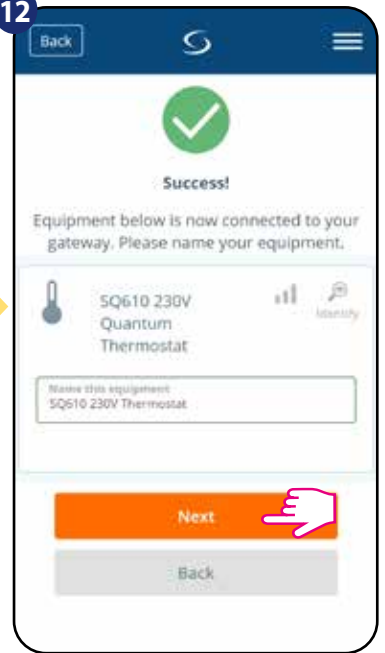 12
Back
Success!
Equipment below is now connected to your
gateway. Please name your equipment.
SQ610 230V
Quantum
Thermostat
Identify
Name this equipment
SQ610 230V Thermostat
Next
Back